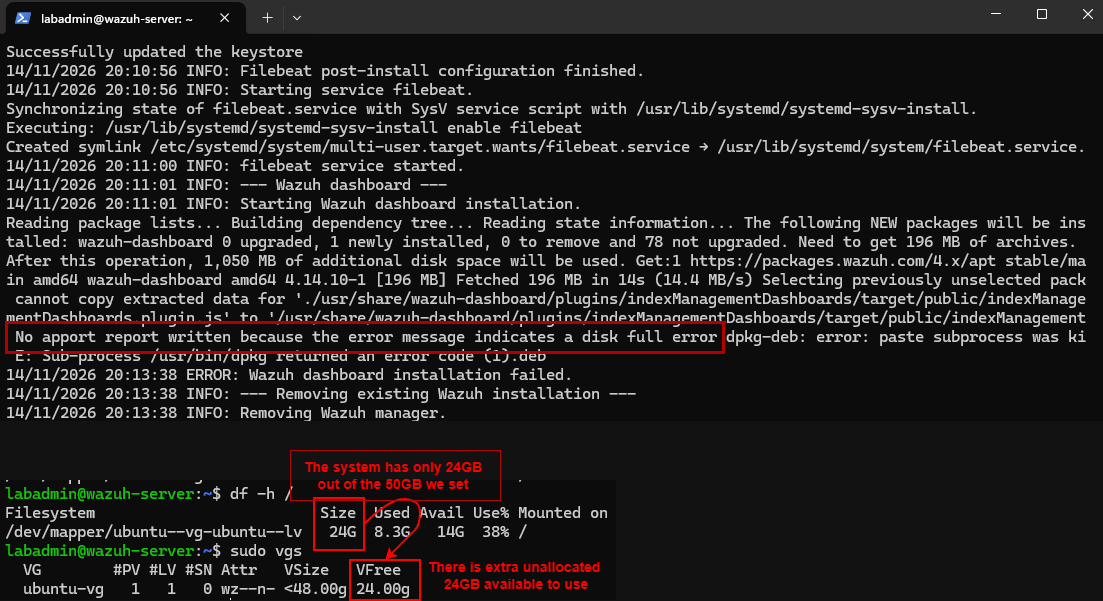 labadmin@wazuh-server: ~
Successfully updated the keystore
14/11/2026 20:10:56 INFO: Filebeat post-install configuration finished.
14/11/2026 20:10:56 INFO: Starting service filebeat.
Synchronizing state of filebeat.service with SysV service script with /usr/lib/systemd/systemd-sysv-install.
Executing: /usr/lib/systemd/systemd-sysv-install enable filebeat
Created symlink /etc/systemd/system/multi-user.target.wants/filebeat.service → /usr/lib/systemd/system/filebeat.service.
14/11/2026 20:11:00 INFO: filebeat service started.
14/11/2026 20:11:01 INFO: --- Wazuh dashboard ---
14/11/2026 20:11:01 INFO: Starting Wazuh dashboard installation.
Reading package lists... Building dependency tree... Reading state information... The following NEW packages will be ins
talled: wazuh-dashboard 0 upgraded, 1 newly installed, 0 to remove and 78 not upgraded. Need to get 196 MB of archives.
After this operation, 1,050 MB of additional disk space will be used. Get:1 https://packages.wazuh.com/4.x/apt stable/ma
in amd64 wazuh-dashboard amd64 4.14.10-1 [196 MB] Fetched 196 MB in 14s (14.4 MB/s) Selecting previously unselected pack
cannot copy extracted data for './usr/share/wazuh-dashboard/plugins/indexManagementDashboards/target/public/indexManage
mentDashboards.plugin.js' to '/usr/share/wazuh-dashboard/plugins/indexManagementDashboards/target/public/indexManagement
No apport report written because the error message indicates a disk full error dpkg-deb: error: paste subprocess was ki
E: Sub-process /usr/bin/dpkg returned an error code (1).deb
14/11/2026 20:13:38 ERROR: Wazuh dashboard installation failed.
14/11/2026 20:13:38 INFO: --- Removing existing Wazuh installation ---
14/11/2026 20:13:38 INFO: Removing Wazuh manager.
The system has only 24GB
out of the 50GB we set
labadmin@wazuh-server:~$ df -h /
Filesystem Size Used Avail Use% Mounted on
/dev/mapper/ubuntu--vg-ubuntu--lv 24G 8.3G 14G 38% /
labadmin@wazuh-server:~$ sudo vgs
VG #PV #LV #SN Attr VSize VFree
ubuntu-vg 1 1 0 wz--n- <48.00g 24.00g
There is extra unallocated
24GB available to use